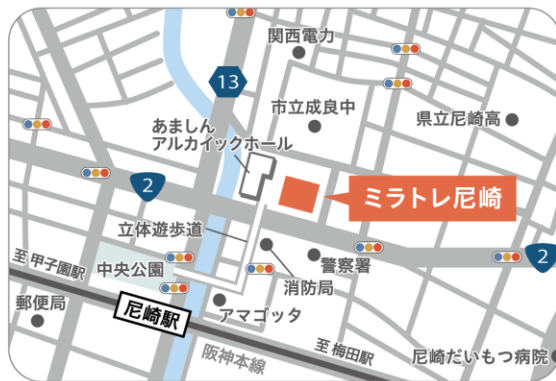 関西電力
13
市立成良中
県立尼崎高
あましん
アルカイックホール
2
ミラトレ尼崎
立体遊歩道
至 甲子園駅
中央公園
警察署
2
消防局
郵便局
尼崎駅
アマゴッタ
阪神本線
至 梅田駅
尼崎だいもつ病院